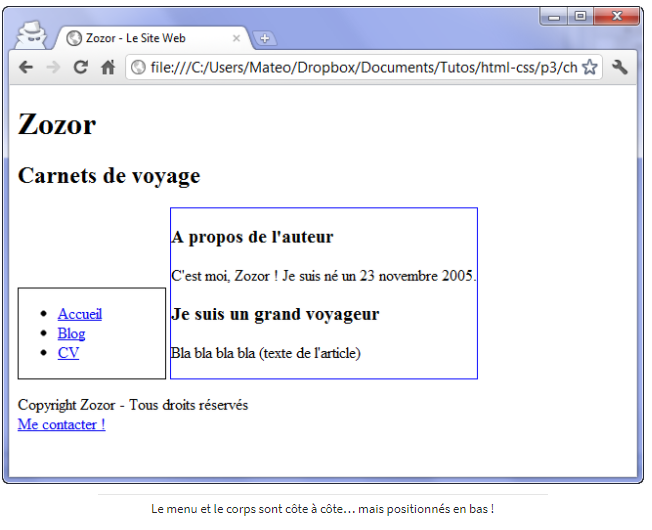 Zozor - Le Site Web
file:///C:/Users/Mateo/Dropbox/Documents/Tutos/html-css/p3/ch
Zozor
Carnets de voyage
A propos de l'auteur
C'est moi, Zozor ! Je suis né un 23 novembre 2005.
Je suis un grand voyageur
Bla bla bla bla (texte de l'article)
Accueil
Blog
CV
Copyright Zozor - Tous droits réservés
Me contacter !
Le menu et le corps sont côte à côte… mais positionnés en bas !